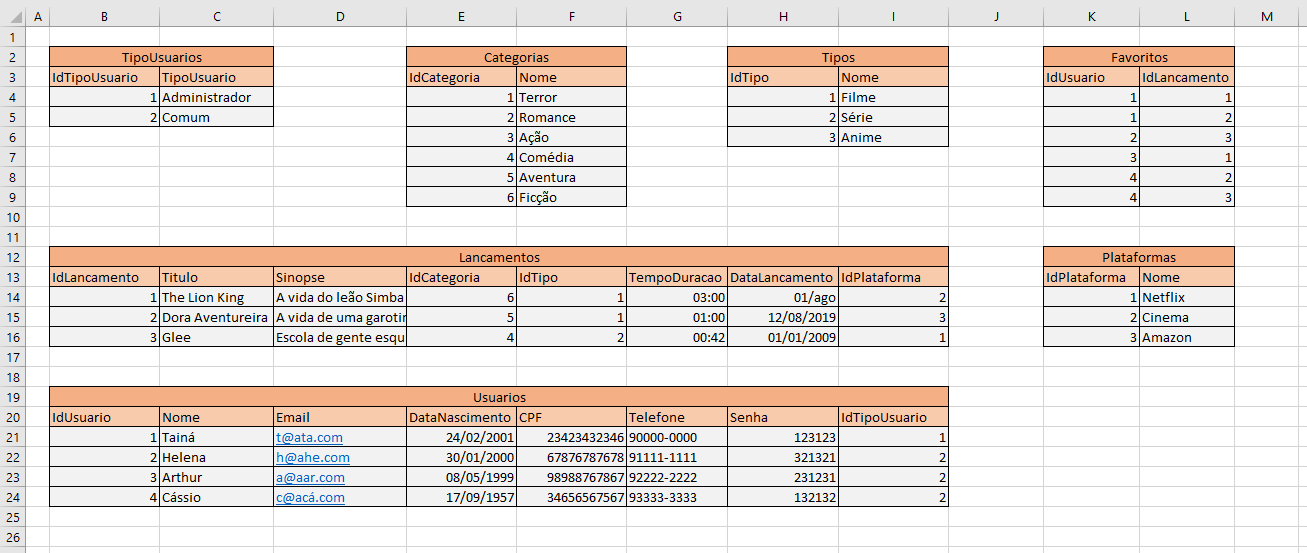 A B C D E F G H I J K L M
1
2 TipoUsuarios Categorias Tipos Favoritos
3 IdTipoUsuario TipoUsuario IdCategoria Nome IdTipo Nome IdUsuario IdLancamento
4 1 Administrador 1 Terror 1 Filme 1 1
5 2 Comum 2 Romance 2 Série 1 2
6 3 Ação 3 Anime 2 3
7 4 Comédia 3 1
8 5 Aventura 4 2
9 6 Ficção 4 3
10
11
12 Lancamentos Plataformas
13 IdLancamento Titulo Sinopse IdCategoria IdTipo TempoDuracao DataLancamento IdPlataforma IdPlataforma Nome
14 1 The Lion King A vida do leão Simba 6 1 03:00 01/ago 2 1 Netflix
15 2 Dora Aventureira A vida de uma garotin 5 1 01:00 12/08/2019 3 2 Cinema
16 3 Glee Escola de gente esqu 4 2 00:42 01/01/2009 1 3 Amazon
17
18
19 Usuarios
20 IdUsuario Nome Email DataNascimento CPF Telefone Senha IdTipoUsuario
21 1 Tainá t@ata.com 24/02/2001 23423432346 90000-0000 123123 1
22 2 Helena h@ahe.com 30/01/2000 67876787678 91111-1111 321321 2
23 3 Arthur a@aar.com 08/05/1999 98988767867 92222-2222 231231 2
24 4 Cássio c@acá.com 17/09/1957 34656567567 93333-3333 132132 2
25
26